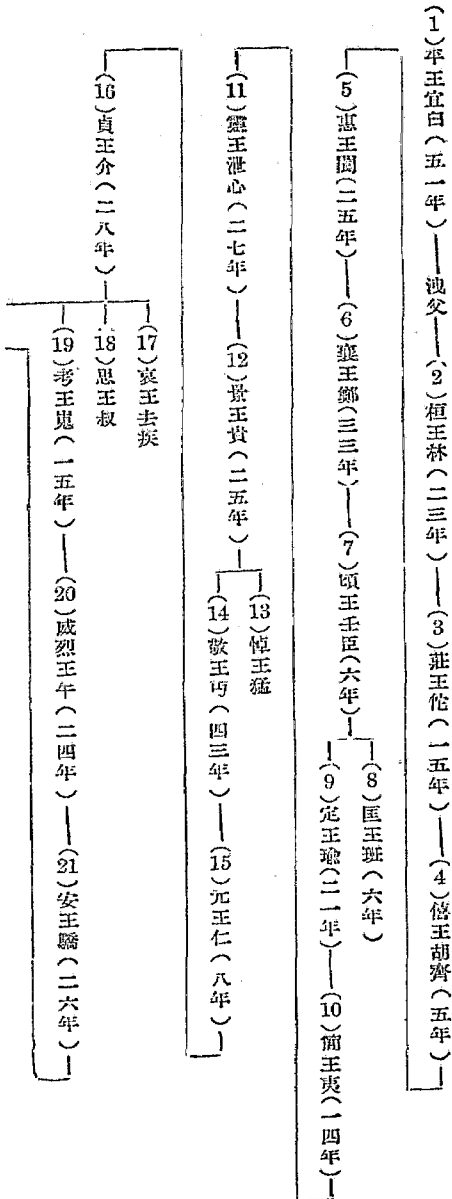 (1)平王宜臼(五一年)——洩父——(2)桓王林(二三年)——(3)莊王佗(一五年)——(4)僖王胡齊(五年)
(5)惠王閬(二五年)——(6)襄王鄭(三三年)——(7)頃王壬臣(六年)
(8)匡王班(六年)
(9)定王瑜(二一年)——(10)簡王夷(一四年)
(11)靈王泄心(二七年)——(12)景王貴(二五年)
(13)悼王猛
(14)敬王丐(四三年)——(15)元王仁(八年)
(16)貞王介(二八年)
(17)哀王去疾
(18)思王叔
(19)考王嵬(一五年)——(20)威烈王午(二四年)——(21)安王驕(二六年)